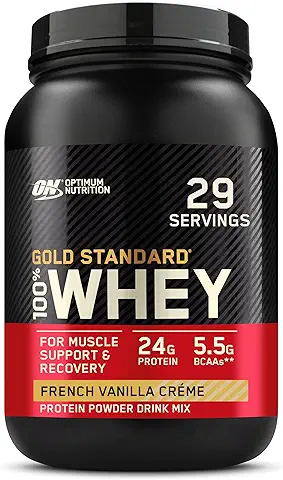 ON OPTIMUM
NUTRITION
29
SERVINGS
GOLD STANDARD®
100% WHEY
FOR MUSCLE
SUPPORT &
RECOVERY
24G
PROTEIN
5.5G
BCAAs**
FRENCH VANILLA CRÉME
PROTEIN POWDER DRINK MIX